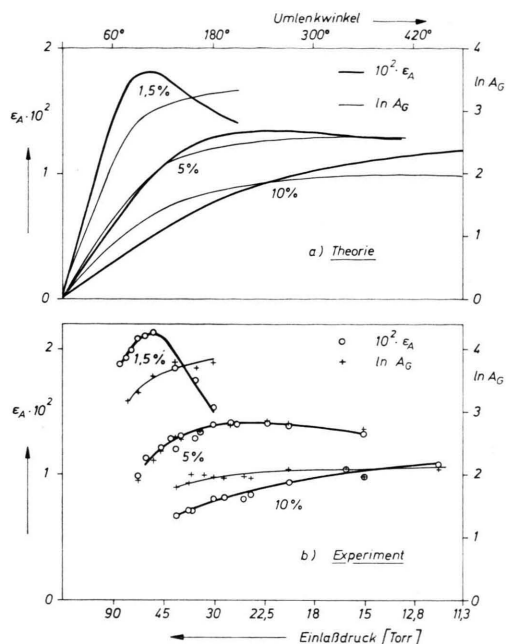 Umlenkwinkel
60° 180° 300° 420°
2 4
a)
10²· ε_A
ln A_G
1,5%
ln A_G
3
ε_A·10²
5%
1 2
10%
1
a) Theorie
0 0
2 4
10²· ε_A
ln A_G
1,5%
ln A_G
ε_A·10²
3
5%
1 2
10%
1
b) Experiment
0 0
90 45 30 22,5 18 15 12,8 11,3
Einlaßdruck [Torr]